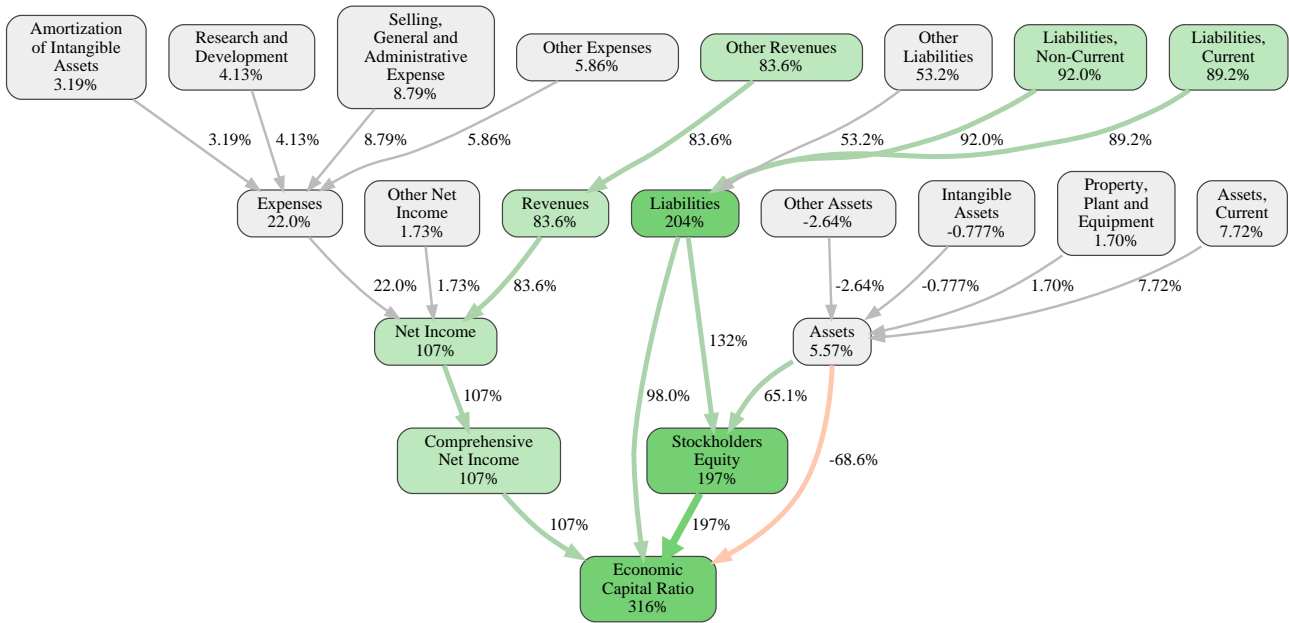 Amortization
of Intangible
Assets
3.19%
Research and
Development
4.13%
Selling,
General and
Administrative
Expense
8.79%
Other Expenses
5.86%
Other Revenues
83.6%
Other
Liabilities
53.2%
Liabilities,
Non-Current
92.0%
Liabilities,
Current
89.2%
3.19%
4.13%
8.79%
5.86%
83.6%
53.2%
92.0%
89.2%
Expenses
22.0%
Other Net
Income
1.73%
Revenues
83.6%
Liabilities
204%
Other Assets
-2.64%
Intangible
Assets
-0.777%
Property,
Plant and
Equipment
1.70%
Assets,
Current
7.72%
22.0%
1.73%
83.6%
-2.64%
-0.777%
1.70%
7.72%
Net Income
107%
132%
Assets
5.57%
107%
98.0%
65.1%
Comprehensive
Net Income
107%
Stockholders
Equity
197%
-68.6%
107%
197%
Economic
Capital Ratio
316%